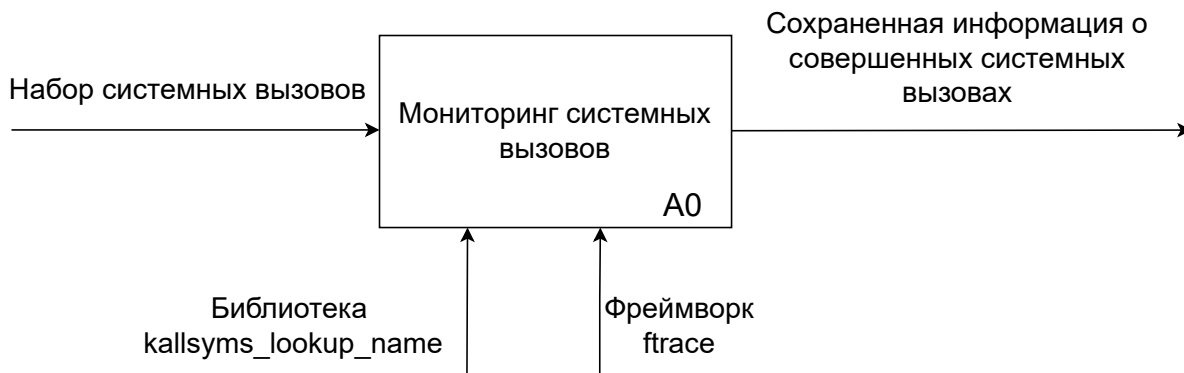 Набор системных вызовов
Мониторинг системных
вызовов
A0
Сохраненная информация о
совершенных системных
вызовах
Библиотека
kallsyms_lookup_name
Фреймворк
ftrace